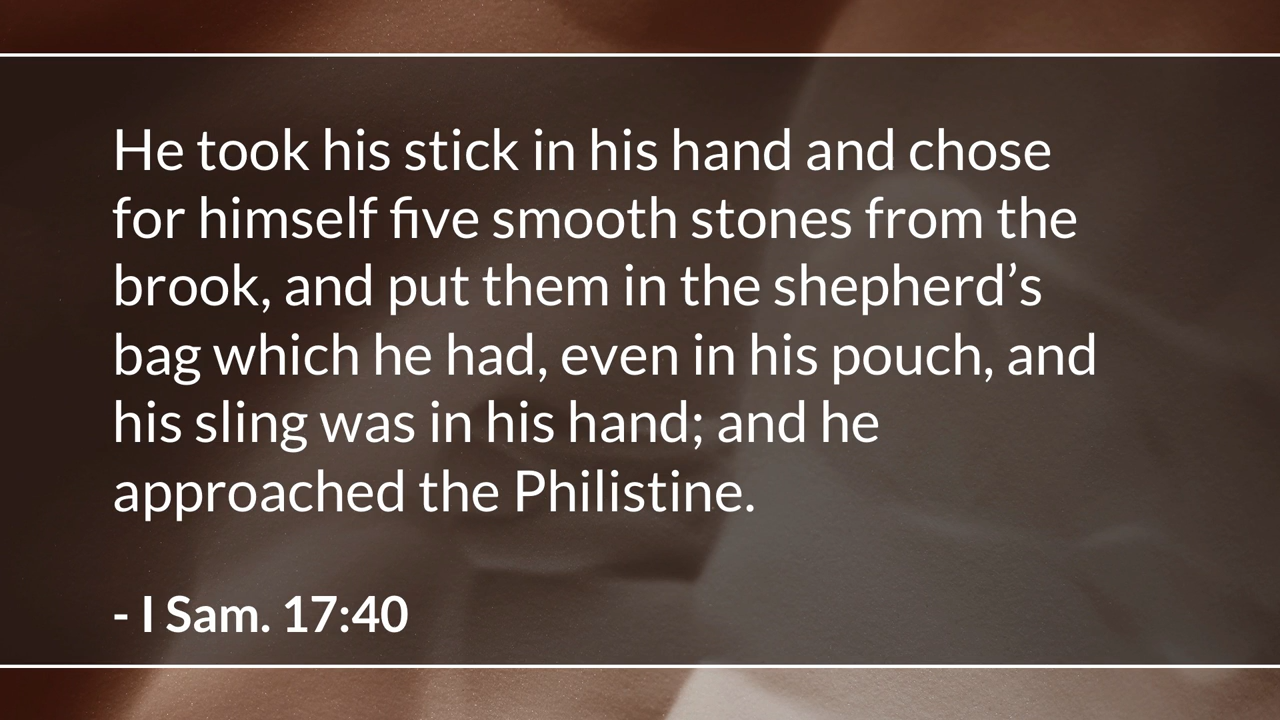 He took his stick in his hand and chose
for himself five smooth stones from the
brook, and put them in the shepherd’s
bag which he had, even in his pouch, and
his sling was in his hand; and he
approached the Philistine.
- I Sam. 17:40